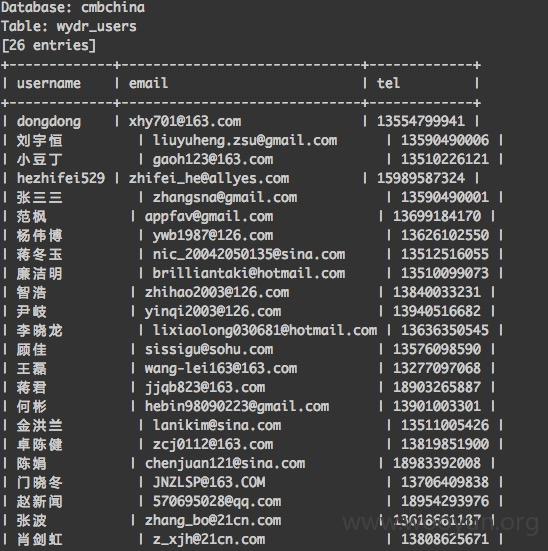 Database: cmbchina
Table: wydr_users
[26 entries]
+-------------+-----------------------------+-------------+
| username | email | tel |
+-------------+-----------------------------+-------------+
| dongdong | xhy701@163.com | 13554799941 |
| 刘宇恒 | liuyuheng.zsu@gmail.com | 13590490006 |
| 小豆丁 | gaoh123@163.com | 13510226121 |
| hezhifei529 | zhifei_he@allyes.com | 15989587324 |
| 张三三 | zhangsna@gmail.com | 13590490001 |
| 范枫 | appfav@gmail.com | 13699184170 |
| 杨伟博 | ywb1987@126.com | 13626102550 |
| 蒋冬玉 | nic_20042050135@sina.com | 13512516055 |
| 廉洁明 | brilliantaki@hotmail.com | 13510099073 |
| 智浩 | zhihao2003@126.com | 13840033231 |
| 尹岐 | yinqi2003@126.com | 13940516682 |
| 李晓龙 | lixiaolong030681@hotmail.com | 13636350545 |
| 顾佳 | sissigu@sohu.com | 13576098590 |
| 王磊 | wang-lei163@163.com | 13277097068 |
| 蒋君 | jjqb823@163.com | 18903265887 |
| 何彬 | hebin98090223@gmail.com | 13901003301 |
| 金洪兰 | lanikim@sina.com | 13511005426 |
| 卓陈健 | zcj0112@163.com | 13819851900 |
| 陈娟 | chenjuan121@sina.com | 18983392008 |
| 门晓冬 | JNZLSP@163.COM | 13706409838 |
| 赵新闻 | 570695028@qq.com | 18954293976 |
| 张波 | zhang_bo@21cn.com | 13618661187 |
| 肖剑虹 | z_xjh@21cn.com | 13808625671 |